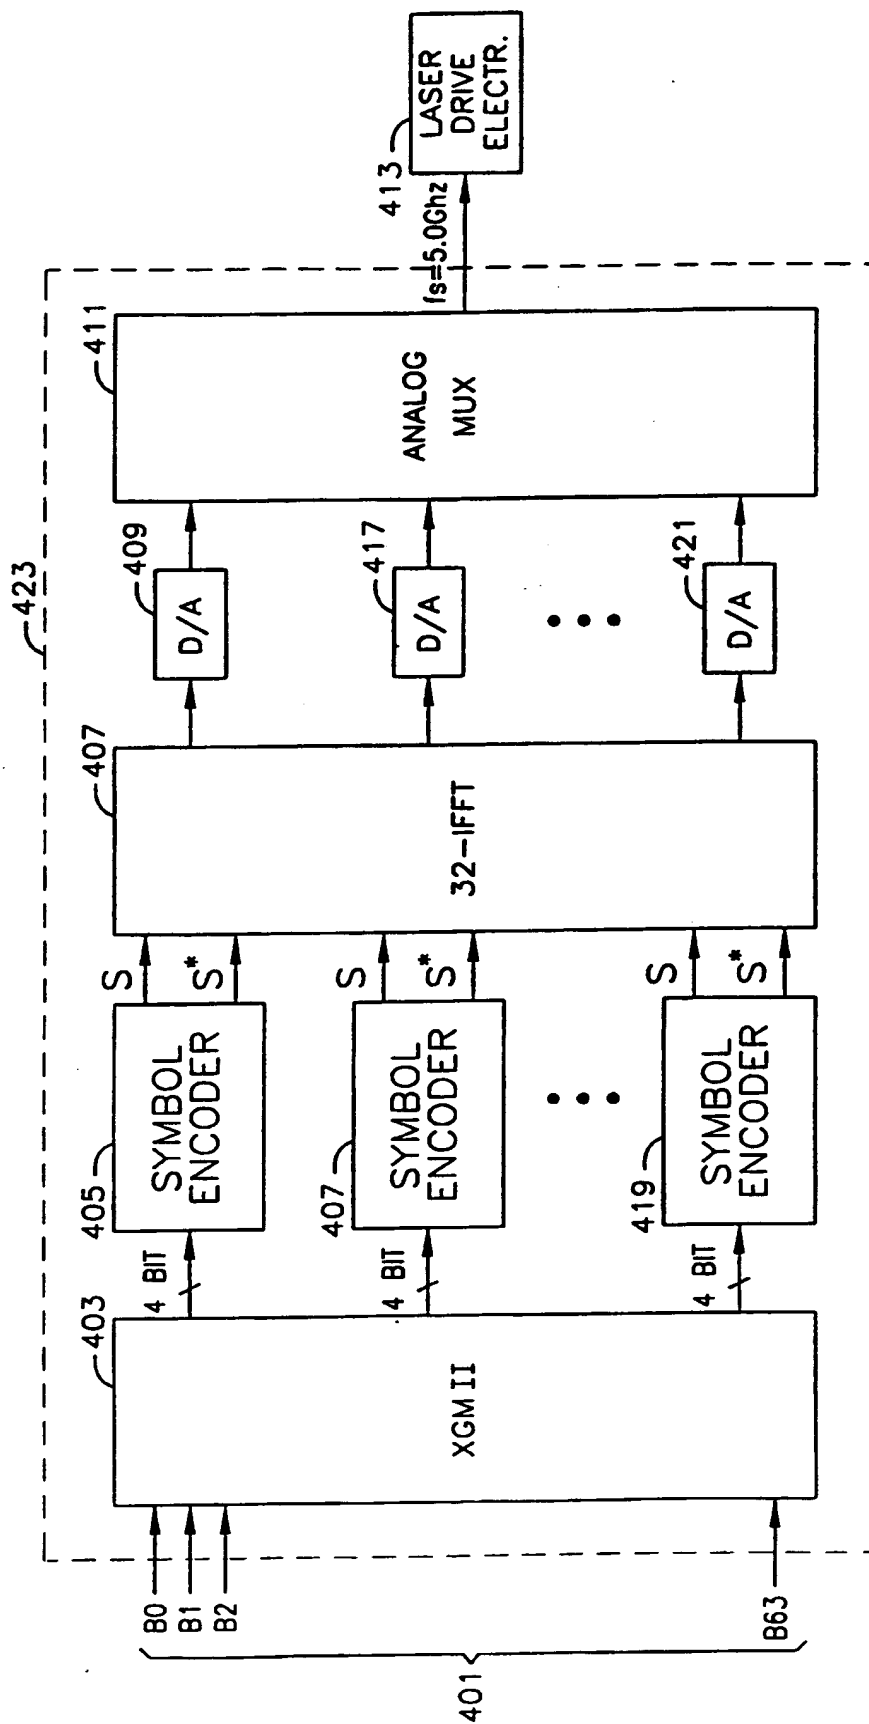 423
403
405
407
409
411
413
B0
B1
B2
B63
401
XGMII
4 BIT
SYMBOL
ENCODER
S
S*
407
4 BIT
SYMBOL
ENCODER
S
S*
419
4 BIT
SYMBOL
ENCODER
S
S*
32-IFFT
D/A
417
D/A
421
D/A
ANALOG
MUX
fs=5.0Ghz
LASER
DRIVE
ELECTR.